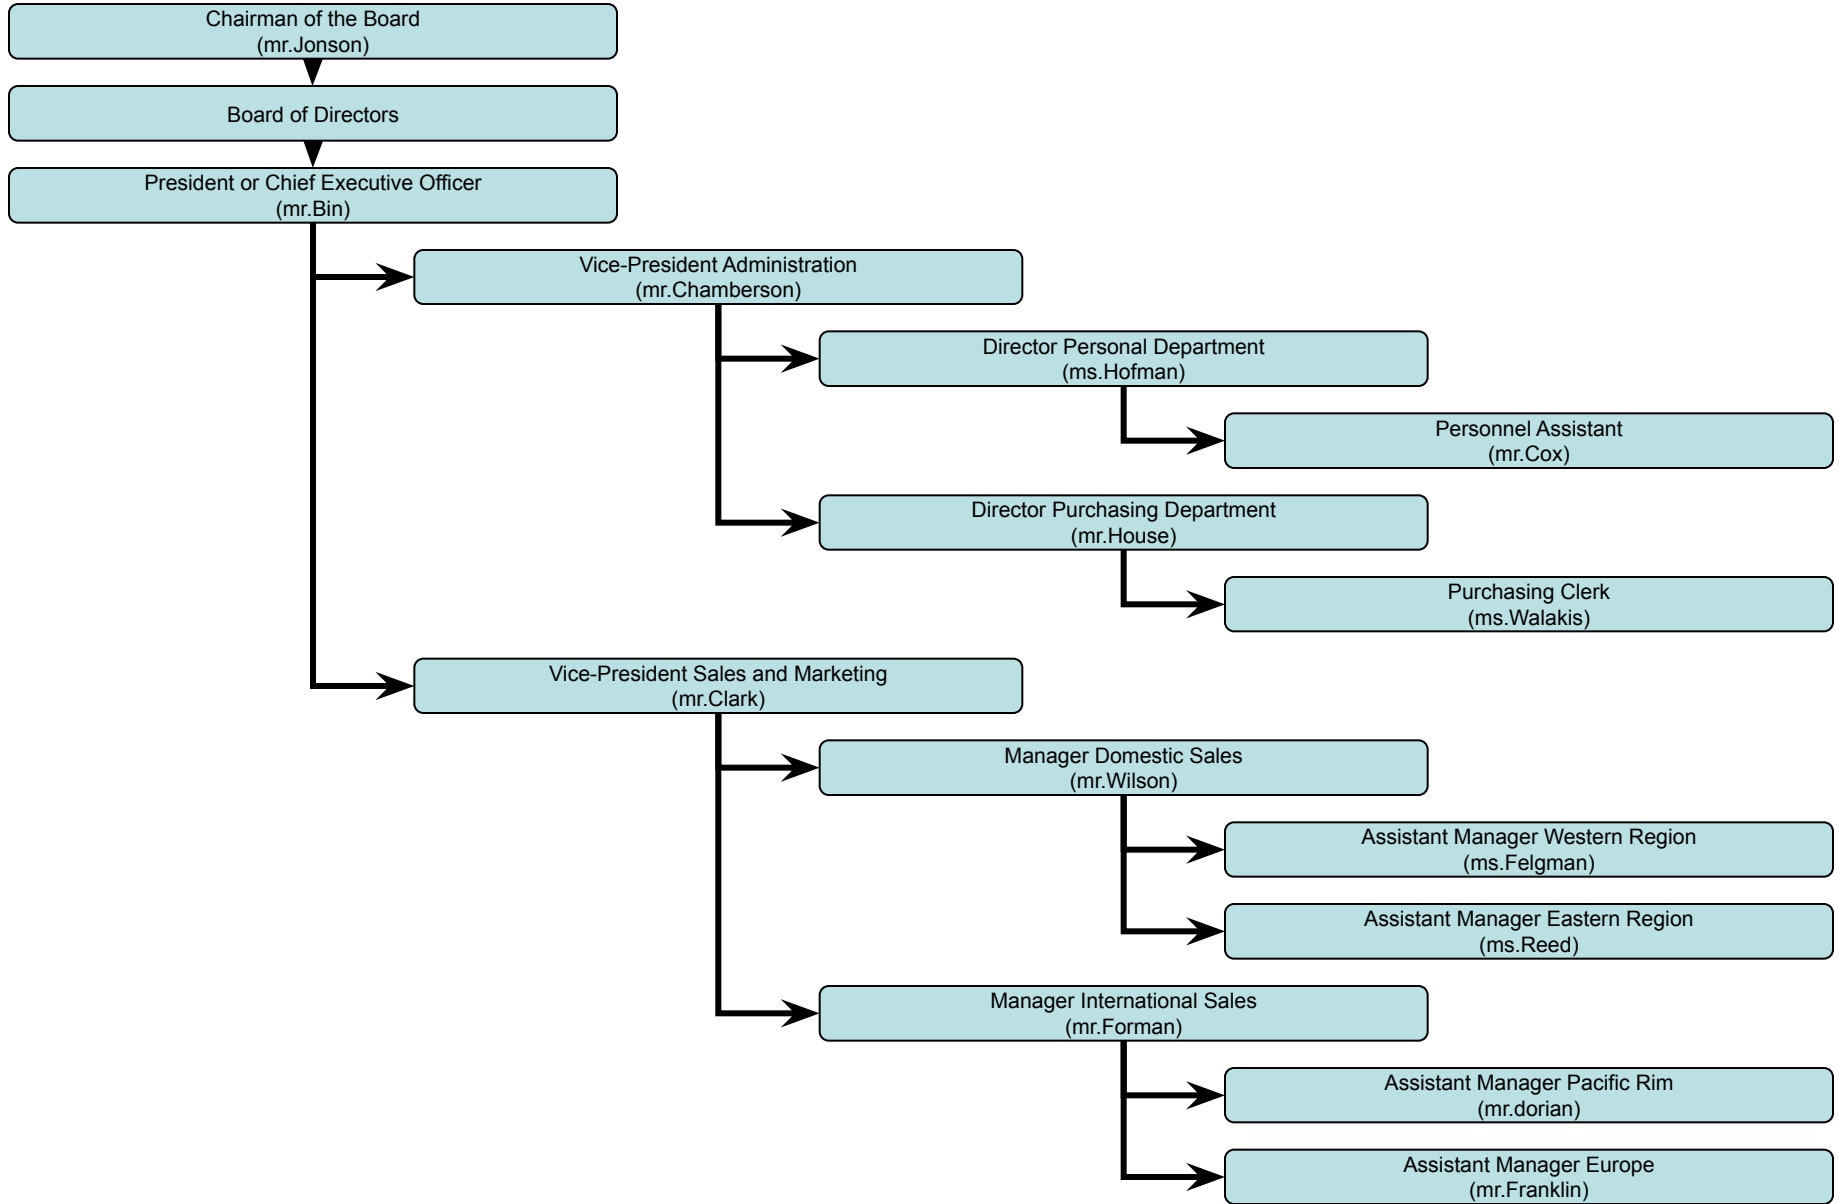 Chairman of the Board
(mr.Jonson)
Board of Directors
President or Chief Executive Officer
(mr.Bin)
Vice-President Administration
(mr.Chamberson)
Director Personal Department
(ms.Hofman)
Personnel Assistant
(mr.Cox)
Director Purchasing Department
(mr.House)
Purchasing Clerk
(ms.Walakis)
Vice-President Sales and Marketing
(mr.Clark)
Manager Domestic Sales
(mr.Wilson)
Assistant Manager Western Region
(ms.Felgman)
Assistant Manager Eastern Region
(ms.Reed)
Manager International Sales
(mr.Forman)
Assistant Manager Pacific Rim
(mr.dorian)
Assistant Manager Europe
(mr.Franklin)